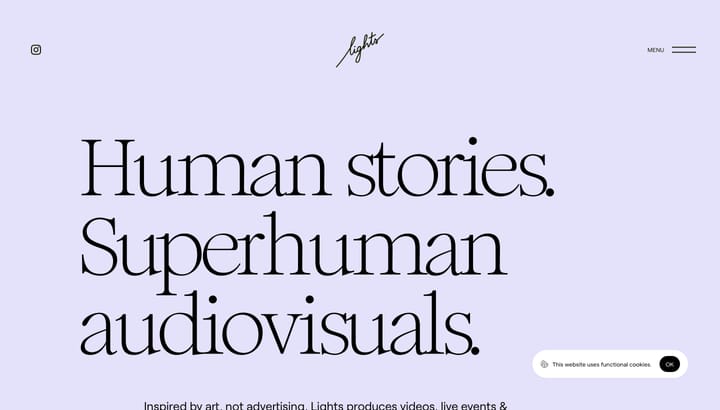 lights
MENU
Human stories.
Superhuman
audiovisuals.
This website uses functional cookies.
OK
Inspired by art, not advertising, Lights produces videos, live events &